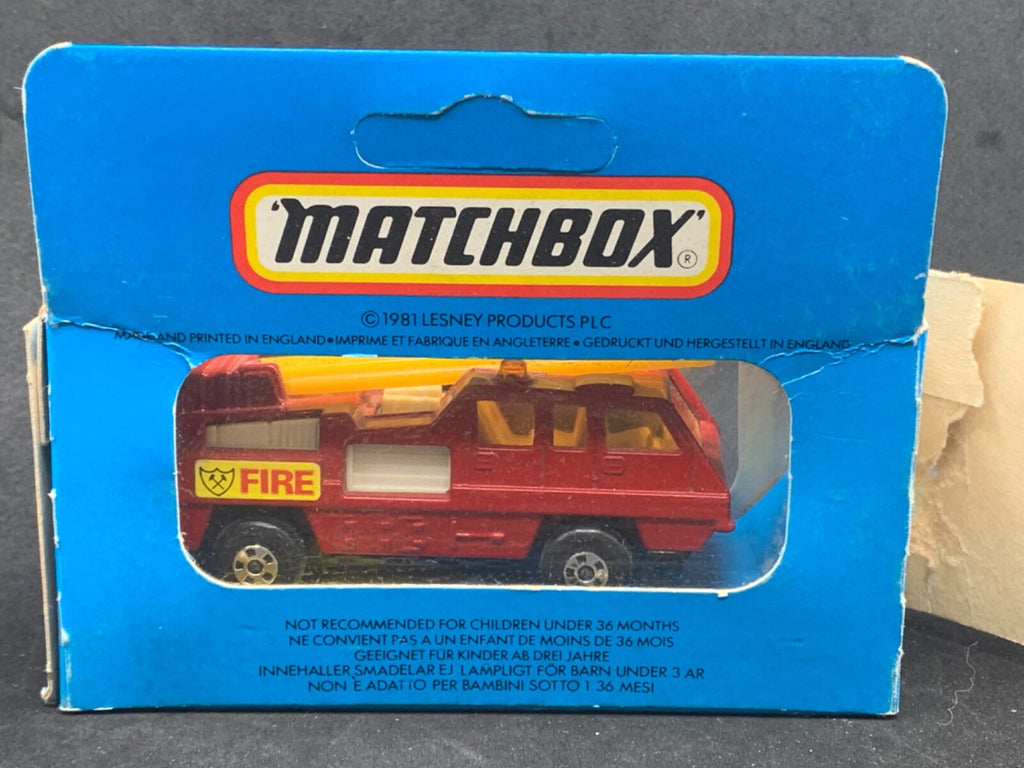 'MATCHBOX'®
©1981 LESNEY PRODUCTS PLC
MADE AND PRINTED IN ENGLAND • IMPRIME ET FABRIQUE EN ANGLETERRE • GEDRUCKT UND HERGESTELLT IN ENGLAND
FIRE
NOT RECOMMENDED FOR CHILDREN UNDER 36 MONTHS
NE CONVIENT PAS A UN ENFANT DE MOINS DE 36 MOIS
GEEIGNET FÜR KINDER AB DREI JAHRE
INNEHALLER SMADELAR EJ LAMPLIGT FÖR BARN UNDER 3 AR
NON E ADATTO PER BAMBINI SOTTO I 36 MESI